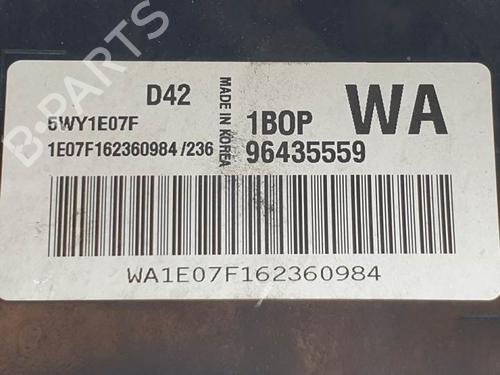 B-PARTS
D42
5WY1E07F
1E07F162360984/236
MADE IN KOREA
1BOP
WA
96435559
WA1E07F162360984